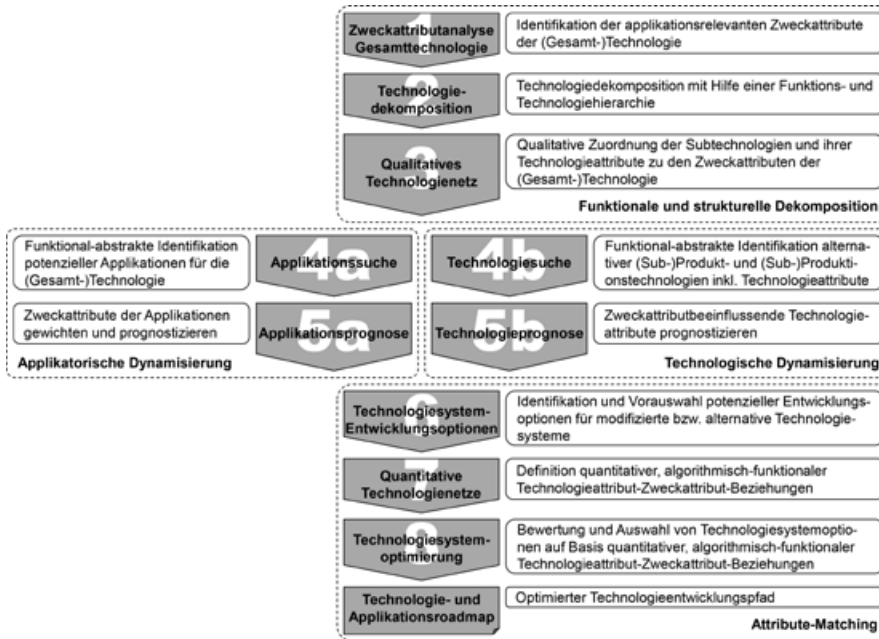 1
Zweckattributanalyse
Gesamttechnologie
Identifikation der applikationsrelevanten Zweckattribute
der (Gesamt-)Technologie
2
Technologie-
dekomposition
Technologiedekomposition mit Hilfe einer Funktions- und
Technologiehierarchie
3
Qualitatives
Technologienetz
Qualitative Zuordnung der Subtechnologien und ihrer
Technologieattribute zu den Zweckattributen der
(Gesamt-)Technologie
Funktionale und strukturelle Dekomposition
Funktional-abstrakte Identifikation
potenzieller Applikationen für die
(Gesamt-)Technologie
4a
Applikationssuche
Zweckattribute der Applikationen
gewichten und prognostizieren
5a
Applikationsprognose
Applikatorische Dynamisierung
4b
Technologiesuche
Funktional-abstrakte Identifikation alterna-
tiver (Sub-)Produkt- und (Sub-)Produkti-
onstechnologien inkl. Technologieattribute
5b
Technologieprognose
Zweckattributbeeinflussende Technologie-
attribute prognostizieren
Technologische Dynamisierung
6
Technologiesystem-
Entwicklungsoptionen
Identifikation und Vorauswahl potenzieller Entwicklungs-
optionen für modifizierte bzw. alternative Technologie-
systeme
7
Quantitative
Technologienetze
Definition quantitativer, algorithmisch-funktionaler
Technologieattribut-Zweckattribut-Beziehungen
8
Technologiesystem-
optimierung
Bewertung und Auswahl von Technologiesystemoptio-
nen auf Basis quantitativer, algorithmisch-funktionaler
Technologieattribut-Zweckattribut-Beziehungen
Technologie- und
Applikationsroadmap
Optimierter Technologieentwicklungspfad
Attribute-Matching